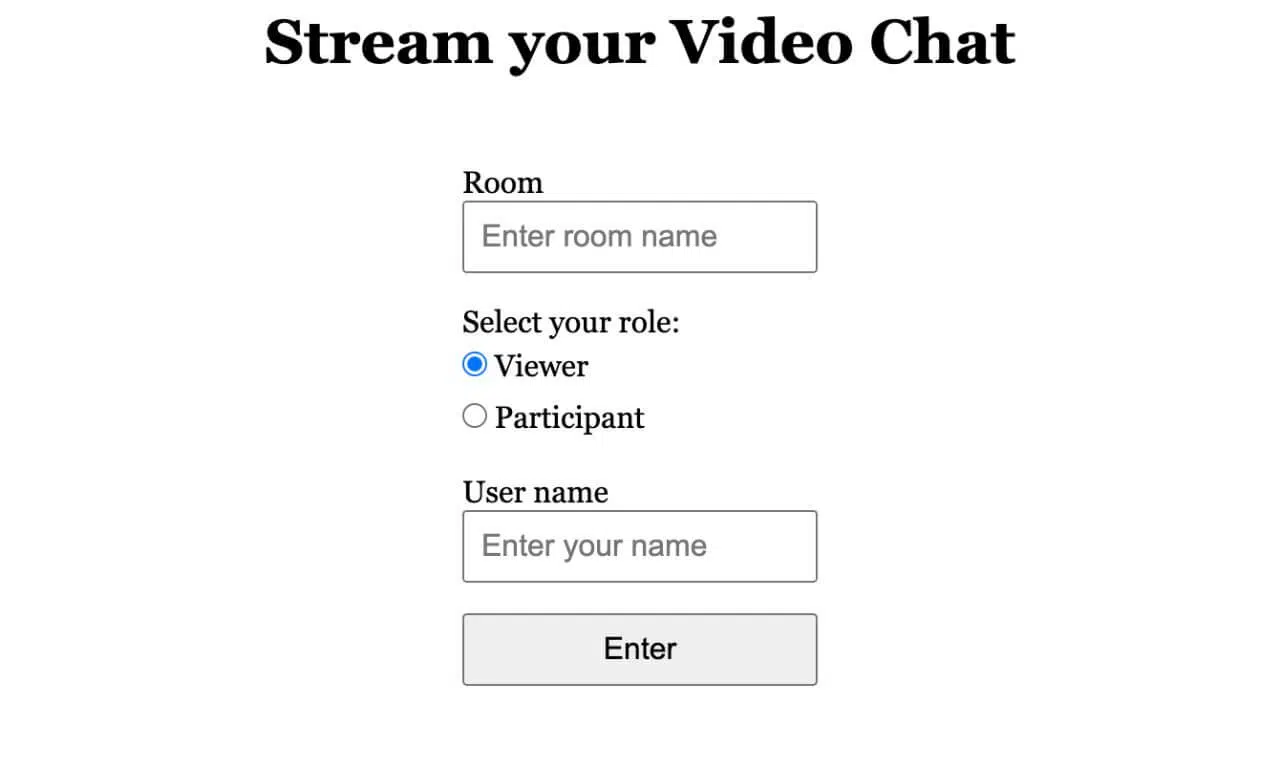 Stream your Video Chat
Room
Enter room name
Select your role:
Viewer
Participant
User name
Enter your name
Enter